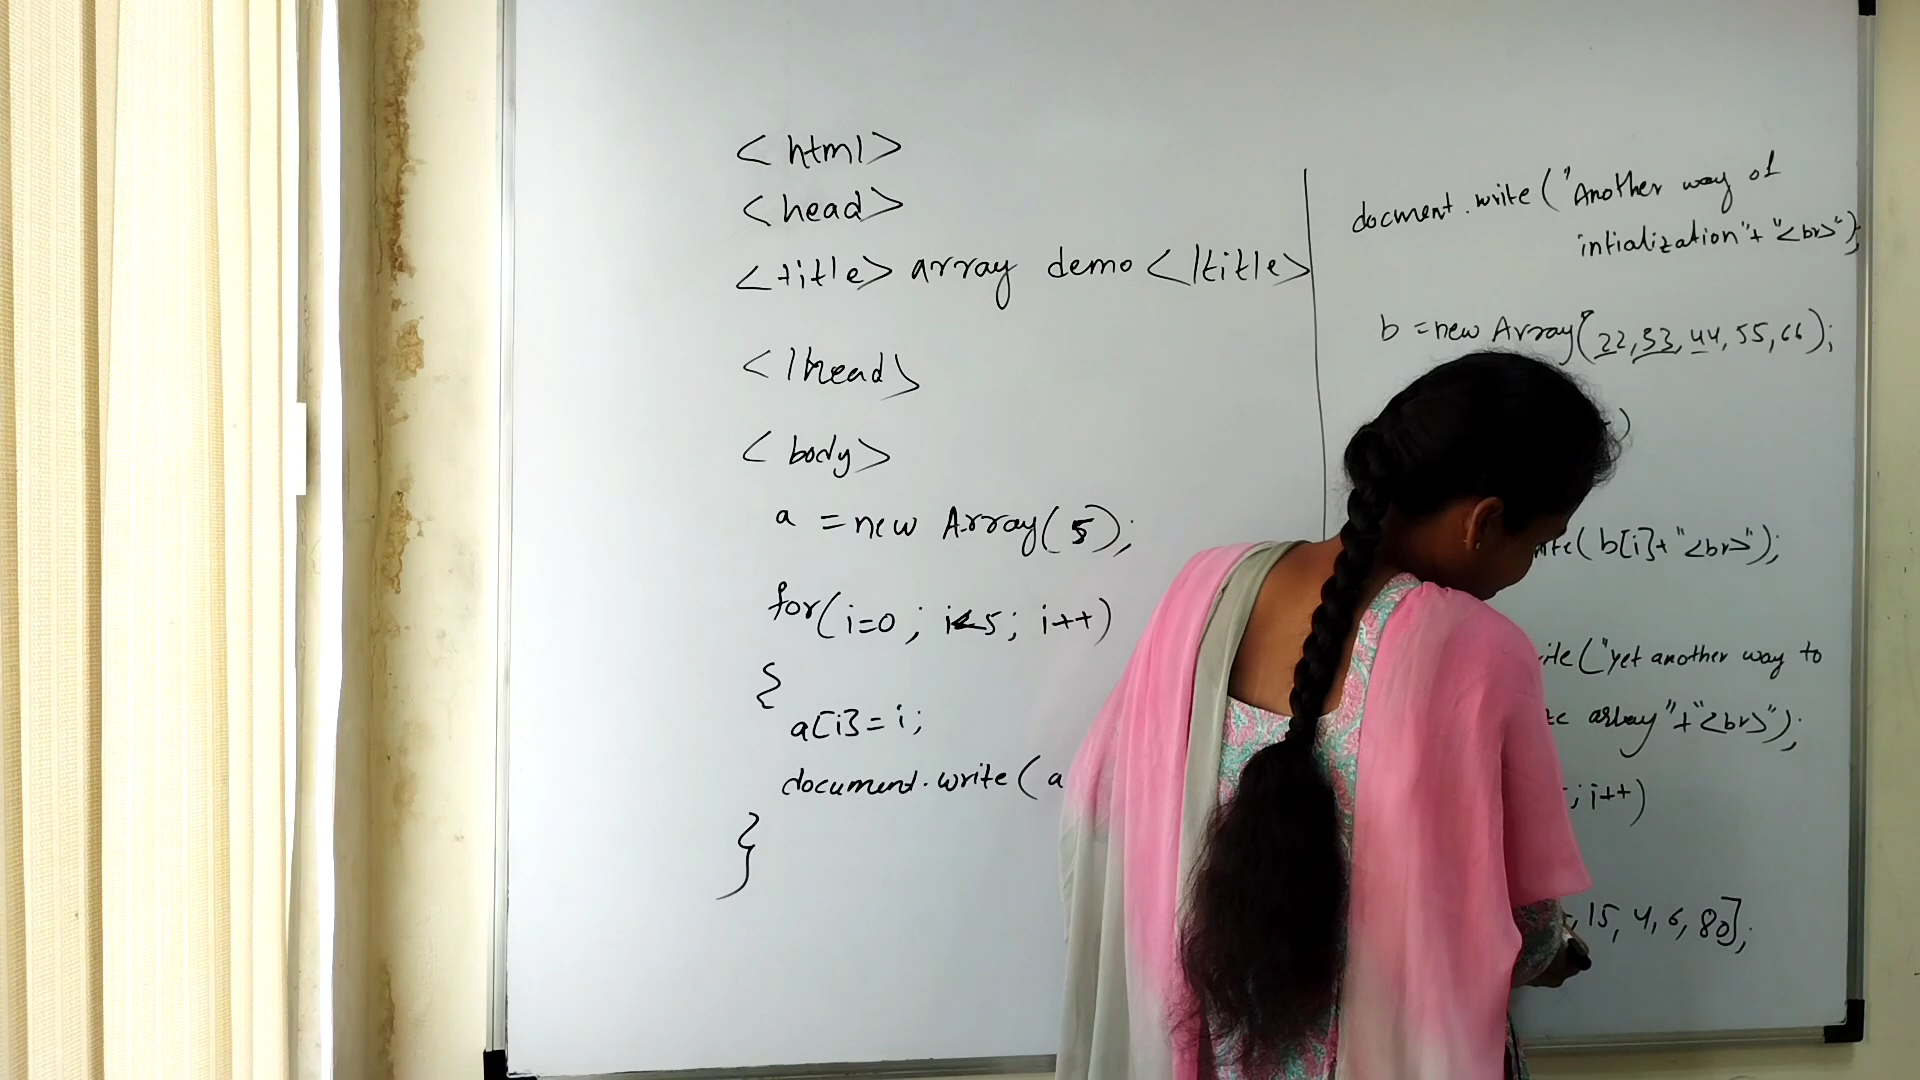 <html>
<head>
<title> array demo </title>
</head>
<body>
a = new Array(5);
for(i=0; i<5; i++)
{
a[i] = i;
document.write(a
}
document.write("Another way of
intialization"+"<br>");
b = new Array(22,33,44,55,66);
)
(b[i]+"<br>");
("yet another way to
array"+"<br>");
; i++)
, 15, 4, 6, 80];